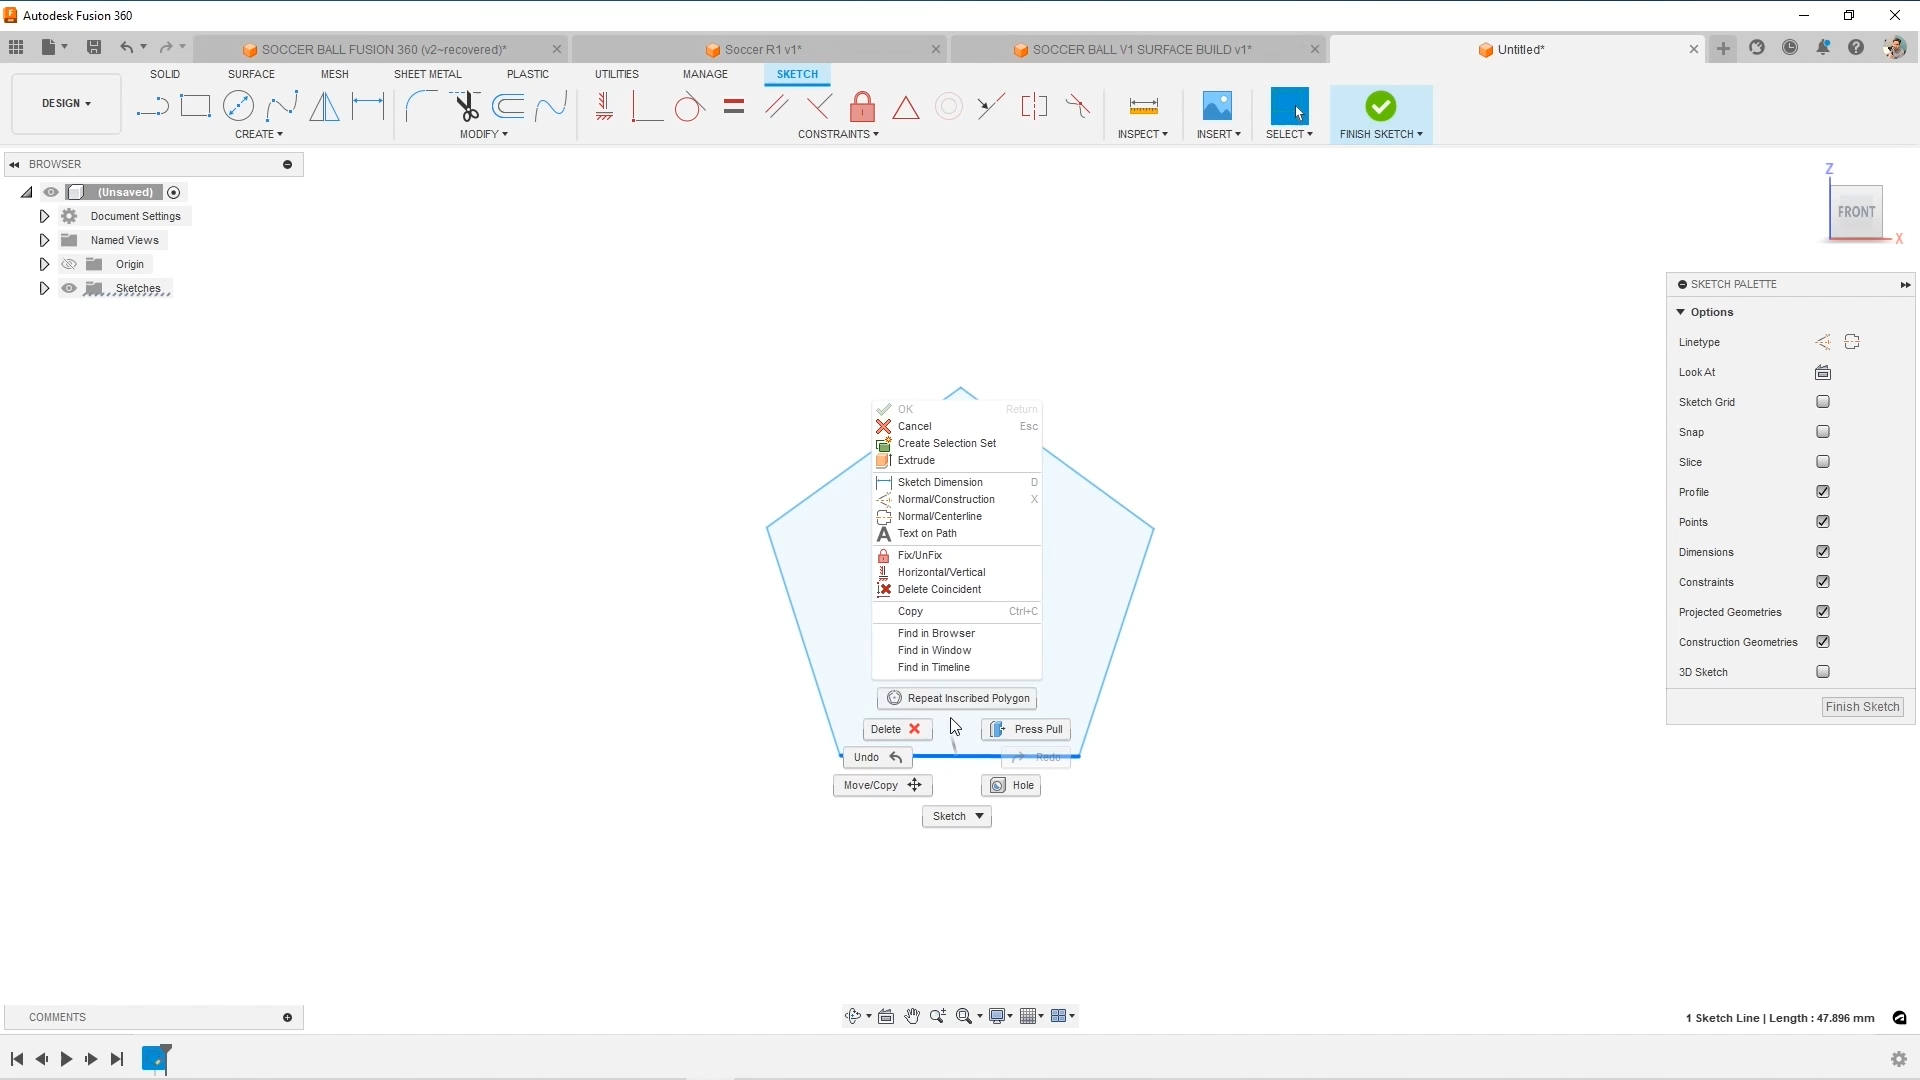 Autodesk Fusion 360
SOCCER BALL FUSION 360 (v2~recovered)*
Soccer R1 v1*
SOCCER BALL V1 SURFACE BUILD v1*
Untitled*
SOLID SURFACE MESH SHEET METAL PLASTIC UTILITIES MANAGE SKETCH
DESIGN
CREATE MODIFY CONSTRAINTS INSPECT INSERT SELECT FINISH SKETCH
BROWSER
(Unsaved)
Document Settings
Named Views
Origin
Sketches
Z
FRONT
X
SKETCH PALETTE
Options
Linetype
Look At
Sketch Grid
Snap
Slice
Profile
Points
Dimensions
Constraints
Projected Geometries
Construction Geometries
3D Sketch
Finish Sketch
OK Return
Cancel Esc
Create Selection Set
Extrude
Sketch Dimension D
Normal/Construction X
Normal/Centerline
Text on Path
Fix/UnFix
Horizontal/Vertical
Delete Coincident
Copy Ctrl+C
Find in Browser
Find in Window
Find in Timeline
Repeat Inscribed Polygon
Delete Press Pull
Undo Redo
Move/Copy Hole
Sketch
COMMENTS
1 Sketch Line | Length : 47.896 mm